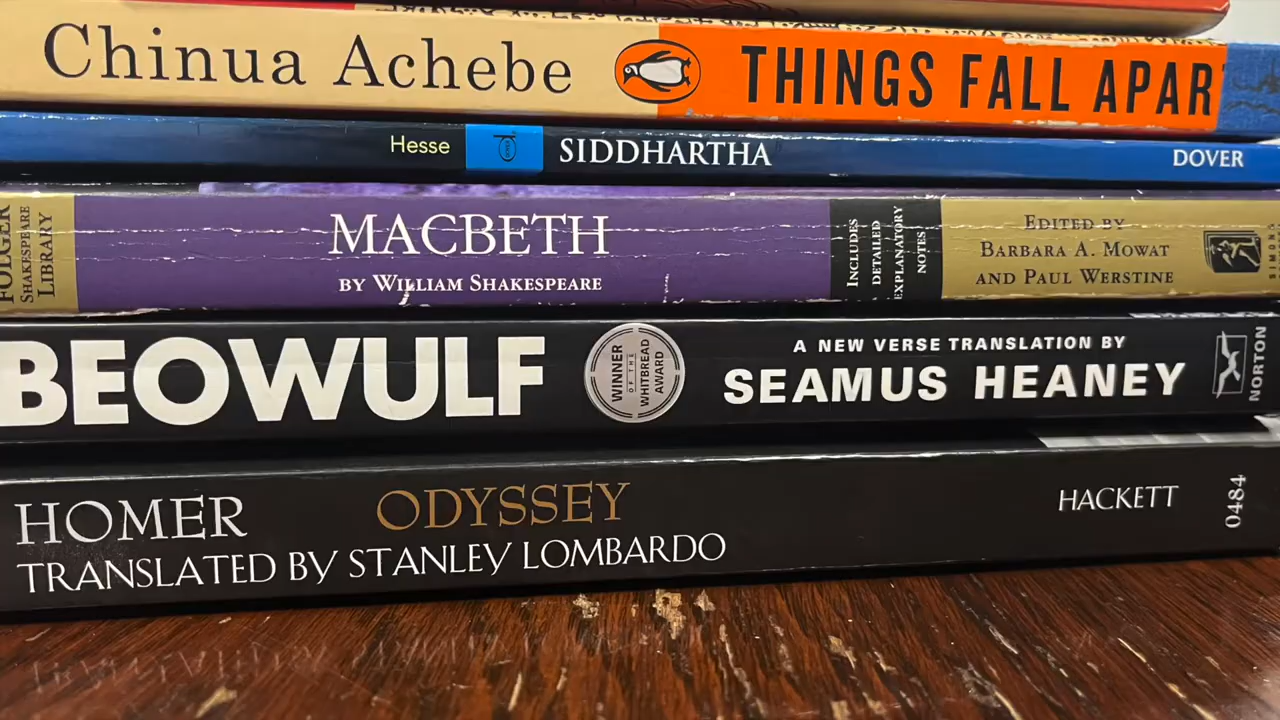 Chinua Achebe THINGS FALL APAR
Hesse SIDDHARTHA DOVER
FOLGER
SHAKESPEARE
LIBRARY
MACBETH
BY WILLIAM SHAKESPEARE
INCLUDES
DETAILED
EXPLANATORY
NOTES
EDITED BY
BARBARA A. MOWAT
AND PAUL WERSTINE
SIMON
BEOWULF
WINNER
OF THE
WHITBREAD
AWARD
A NEW VERSE TRANSLATION BY
SEAMUS HEANEY
NORTON
HOMER ODYSSEY
TRANSLATED BY STANLEY LOMBARDO
HACKETT
0484